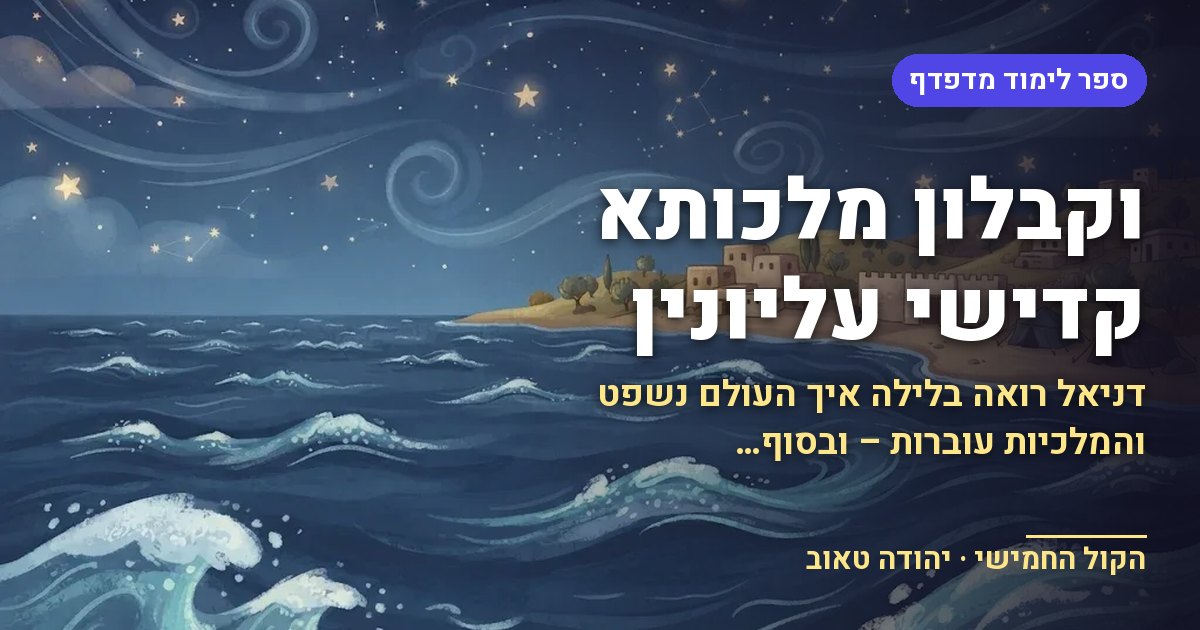 ספר לימוד מדפדף
וקבלון מלכותא
קדישי עליונין
דניאל רואה בלילה איך העולם נשפט
והמלכיות עוברות – ובסוף...
הקול החמישי · יהודה טאוב